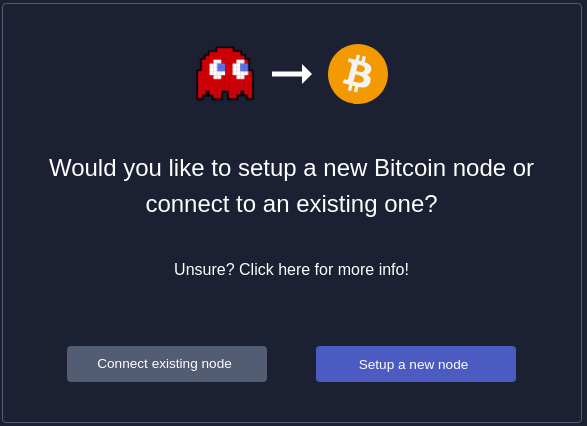 Would you like to setup a new Bitcoin node or
connect to an existing one?
Unsure? Click here for more info!
Connect existing node
Setup a new node